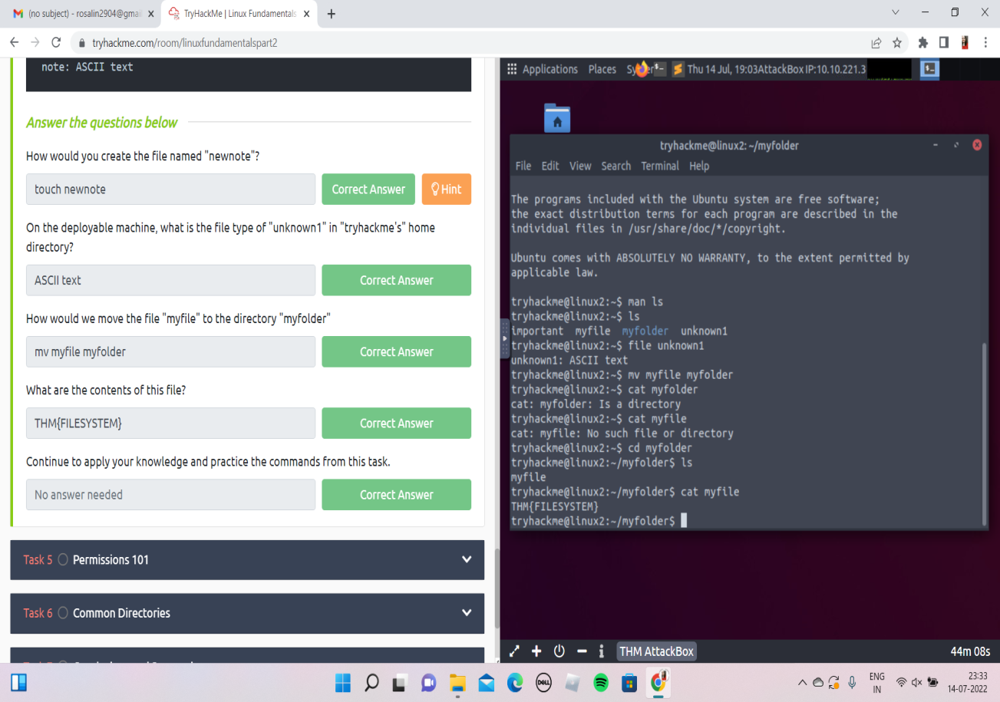 (no subject) - rosalin2904@gmai
TryHackMe | Linux Fundamentals
tryhackme.com/room/linuxfundamentalspart2
note: ASCII text
Answer the questions below
How would you create the file named "newnote"?
touch newnote
Correct Answer
Hint
On the deployable machine, what is the file type of "unknown1" in "tryhackme's" home
directory?
ASCII text
Correct Answer
How would we move the file "myfile" to the directory "myfolder"
mv myfile myfolder
Correct Answer
What are the contents of this file?
THM{FILESYSTEM}
Correct Answer
Continue to apply your knowledge and practice the commands from this task.
No answer needed
Correct Answer
Task 5 Permissions 101
Task 6 Common Directories
Applications Places Sy er Thu 14 Jul, 19:03 AttackBox IP:10.10.221.3
tryhackme@linux2: ~/myfolder
File Edit View Search Terminal Help
The programs included with the Ubuntu system are free software;
the exact distribution terms for each program are described in the
individual files in /usr/share/doc/*/copyright.
Ubuntu comes with ABSOLUTELY NO WARRANTY, to the extent permitted by
applicable law.
tryhackme@linux2:~$ man ls
tryhackme@linux2:~$ ls
important myfile myfolder unknown1
tryhackme@linux2:~$ file unknown1
unknown1: ASCII text
tryhackme@linux2:~$ mv myfile myfolder
tryhackme@linux2:~$ cat myfolder
cat: myfolder: Is a directory
tryhackme@linux2:~$ cat myfile
cat: myfile: No such file or directory
tryhackme@linux2:~$ cd myfolder
tryhackme@linux2:~/myfolder$ ls
myfile
tryhackme@linux2:~/myfolder$ cat myfile
THM{FILESYSTEM}
tryhackme@linux2:~/myfolder$
THM AttackBox
44m 08s
DELL
ENG
IN
23:33
14-07-2022